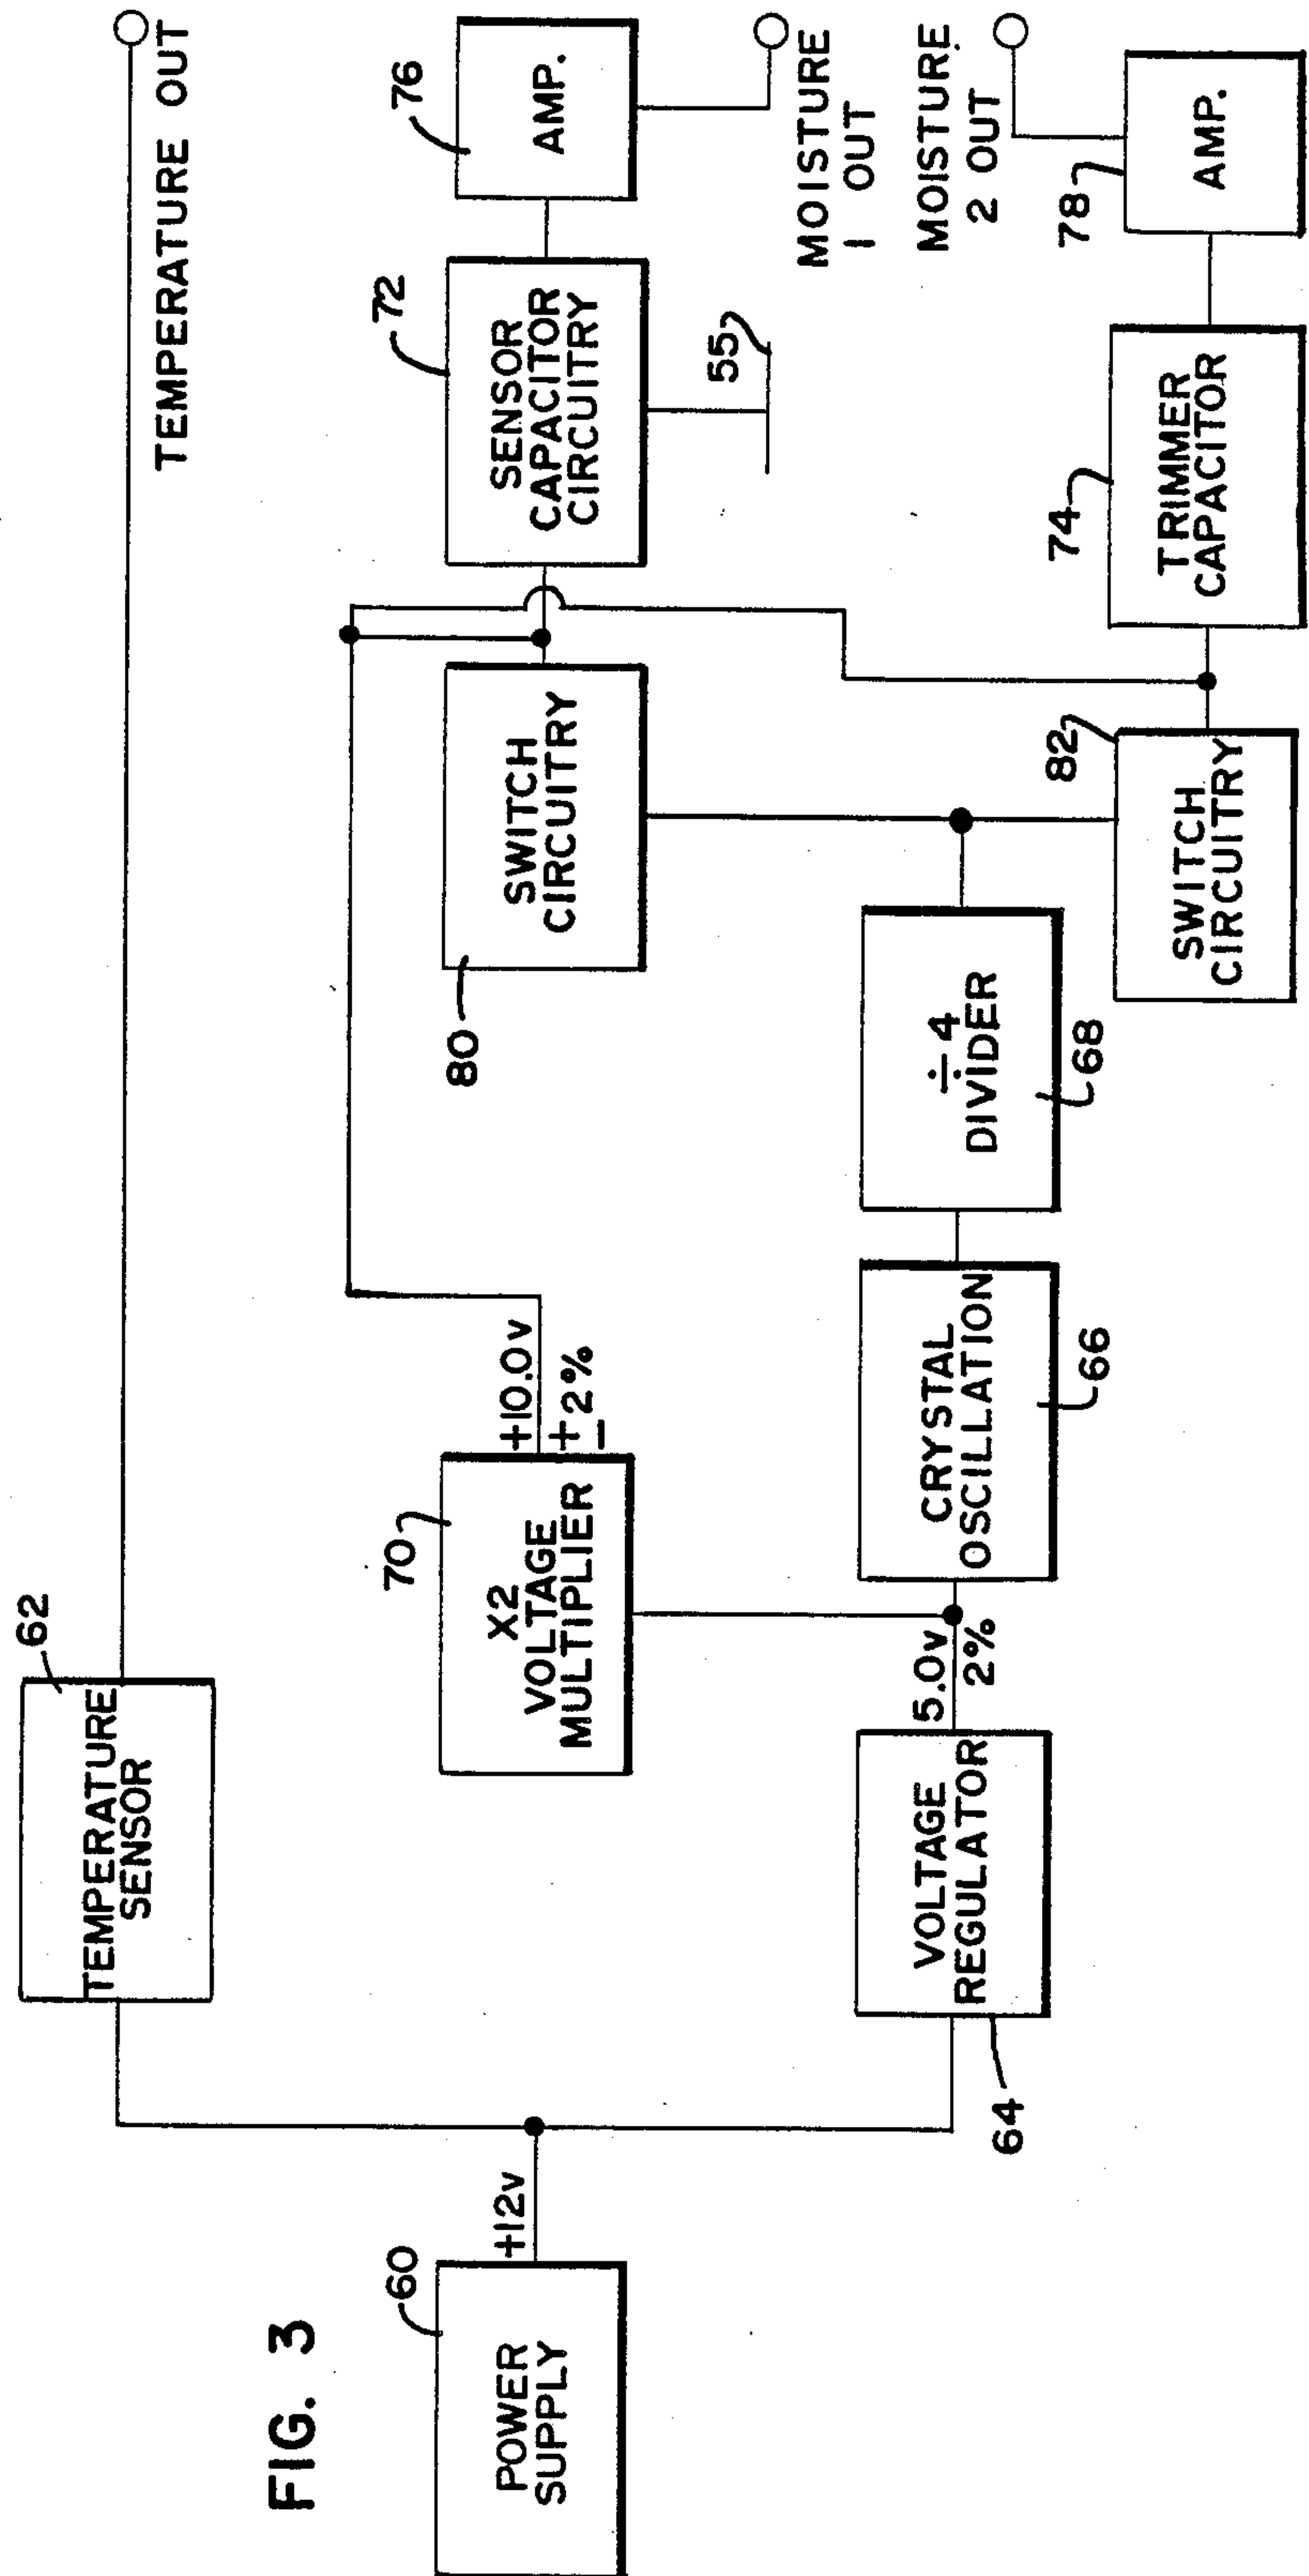 FIG. 3
60
POWER
SUPPLY
+12v
62
TEMPERATURE
SENSOR
TEMPERATURE OUT
64
VOLTAGE
REGULATOR
5.0v
2%
70
X2
VOLTAGE
MULTIPLIER
+10.0v
±2%
CRYSTAL
OSCILLATION
66
÷4
DIVIDER
68
80
SWITCH
CIRCUITRY
82
SWITCH
CIRCUITRY
72
SENSOR
CAPACITOR
CIRCUITRY
55
74
TRIMMER
CAPACITOR
76
AMP.
MOISTURE
1 OUT
MOISTURE
2 OUT
78
AMP.